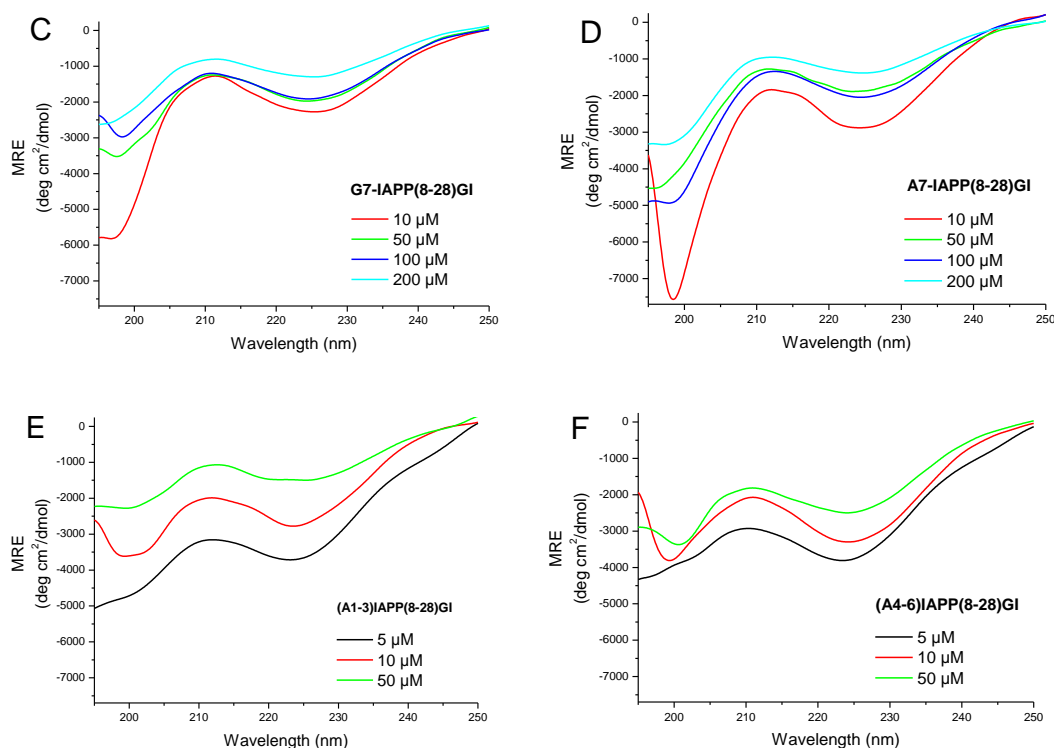 C
0
-1000
-2000
-3000
-4000
-5000
-6000
-7000
MRE
(deg cm²/dmol)
G7-IAPP(8-28)GI
10 µM
50 µM
100 µM
200 µM
200 210 220 230 240 250
Wavelength (nm)
D
0
-1000
-2000
-3000
-4000
-5000
-6000
-7000
MRE
(deg cm²/dmol)
A7-IAPP(8-28)GI
10 µM
50 µM
100 µM
200 µM
200 210 220 230 240 250
Wavelength (nm)
E
0
-1000
-2000
-3000
-4000
-5000
-6000
-7000
MRE
(deg cm²/dmol)
(A1-3)IAPP(8-28)GI
5 µM
10 µM
50 µM
200 210 220 230 240 250
Wavelength (nm)
F
0
-1000
-2000
-3000
-4000
-5000
-6000
-7000
MRE
(deg cm²/dmol)
(A4-6)IAPP(8-28)GI
5 µM
10 µM
50 µM
200 210 220 230 240 250
Wavelength (nm)